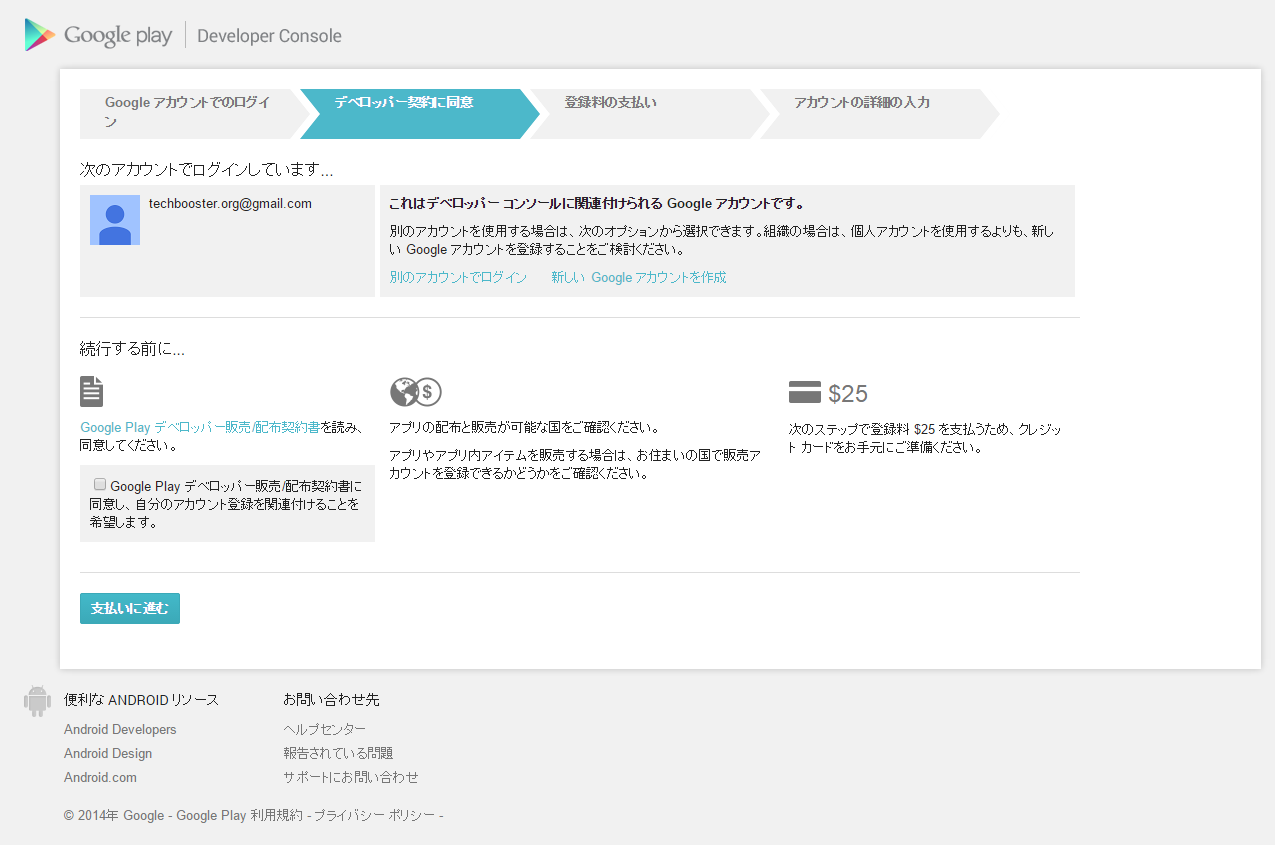 Google play Developer Console
Google アカウントでのログイ
ン
デベロッパー契約に同意
登録料の支払い
アカウントの詳細の入力
次のアカウントでログインしています...
techbooster.org@gmail.com
これはデベロッパー コンソールに関連付けられる Google アカウントです。
別のアカウントを使用する場合は、次のオプションから選択できます。組織の場合は、個人アカウントを使用するよりも、新し
い Google アカウントを登録することをご検討ください。
別のアカウントでログイン 新しい Google アカウントを作成
続行する前に...
Google Play デベロッパー販売/配布契約書を読み、
同意してください。
Google Play デベロッパー販売/配布契約書に
同意し、自分のアカウント登録を関連付けることを
希望します。
$
アプリの配布と販売が可能な国をご確認ください。
アプリやアプリ内アイテムを販売する場合は、お住まいの国で販売ア
カウントを登録できるかどうかをご確認ください。
$25
次のステップで登録料 $25 を支払うため、クレジッ
ト カードをお手元にご準備ください。
支払いに進む
便利な ANDROID リソース
Android Developers
Android Design
Android.com
お問い合わせ先
ヘルプセンター
報告されている問題
サポートにお問い合わせ
© 2014年 Google - Google Play 利用規約 - プライバシー ポリシー -